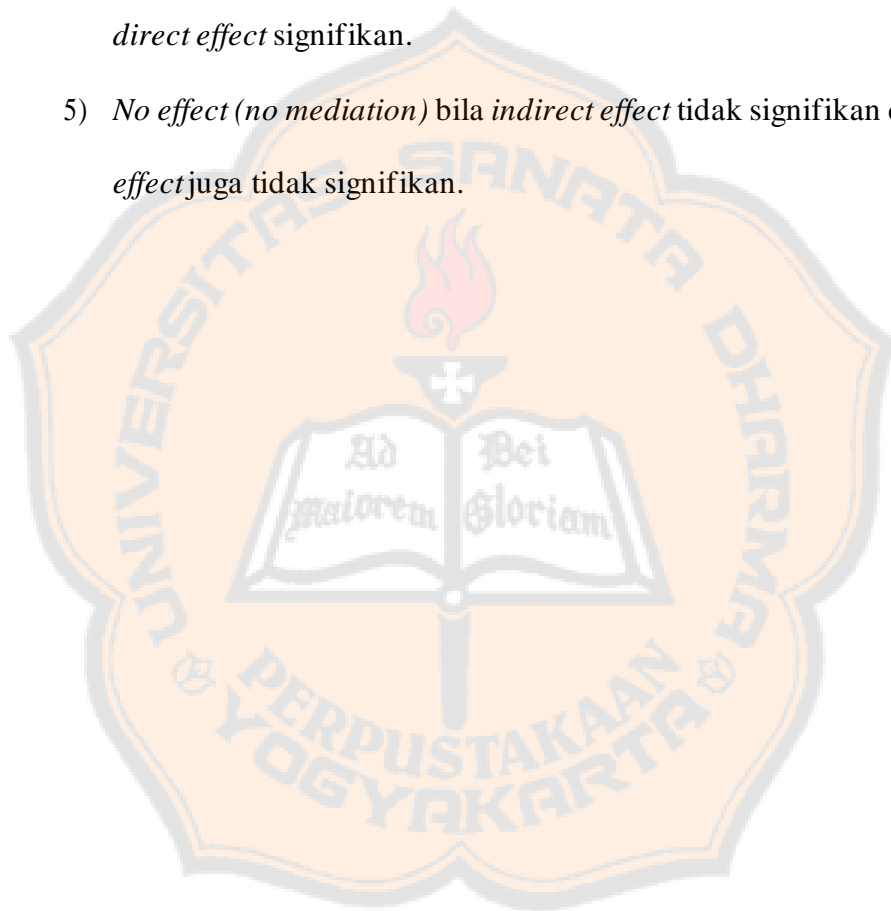 direct effect signifikan.
5) No effect (no mediation) bila indirect effect tidak signifikan
effect juga tidak signifikan.
UNIVERSITAS SANATA DHARMA
Ad Dei
Maiorem Gloriam
PERPUSTAKAAN
YOGYAKARTA